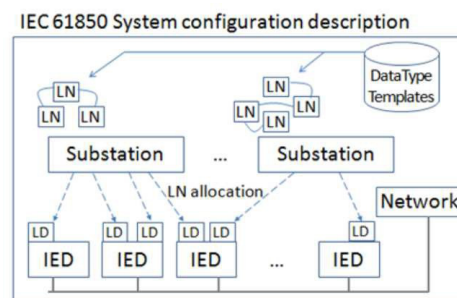 IEC 61850 System configuration description
DataType
Templates
LN
LN
LN
LN
LN
LN
LN
Substation ... Substation
LN allocation
Network
LD LD LD LD LD LD
IED IED IED ... IED